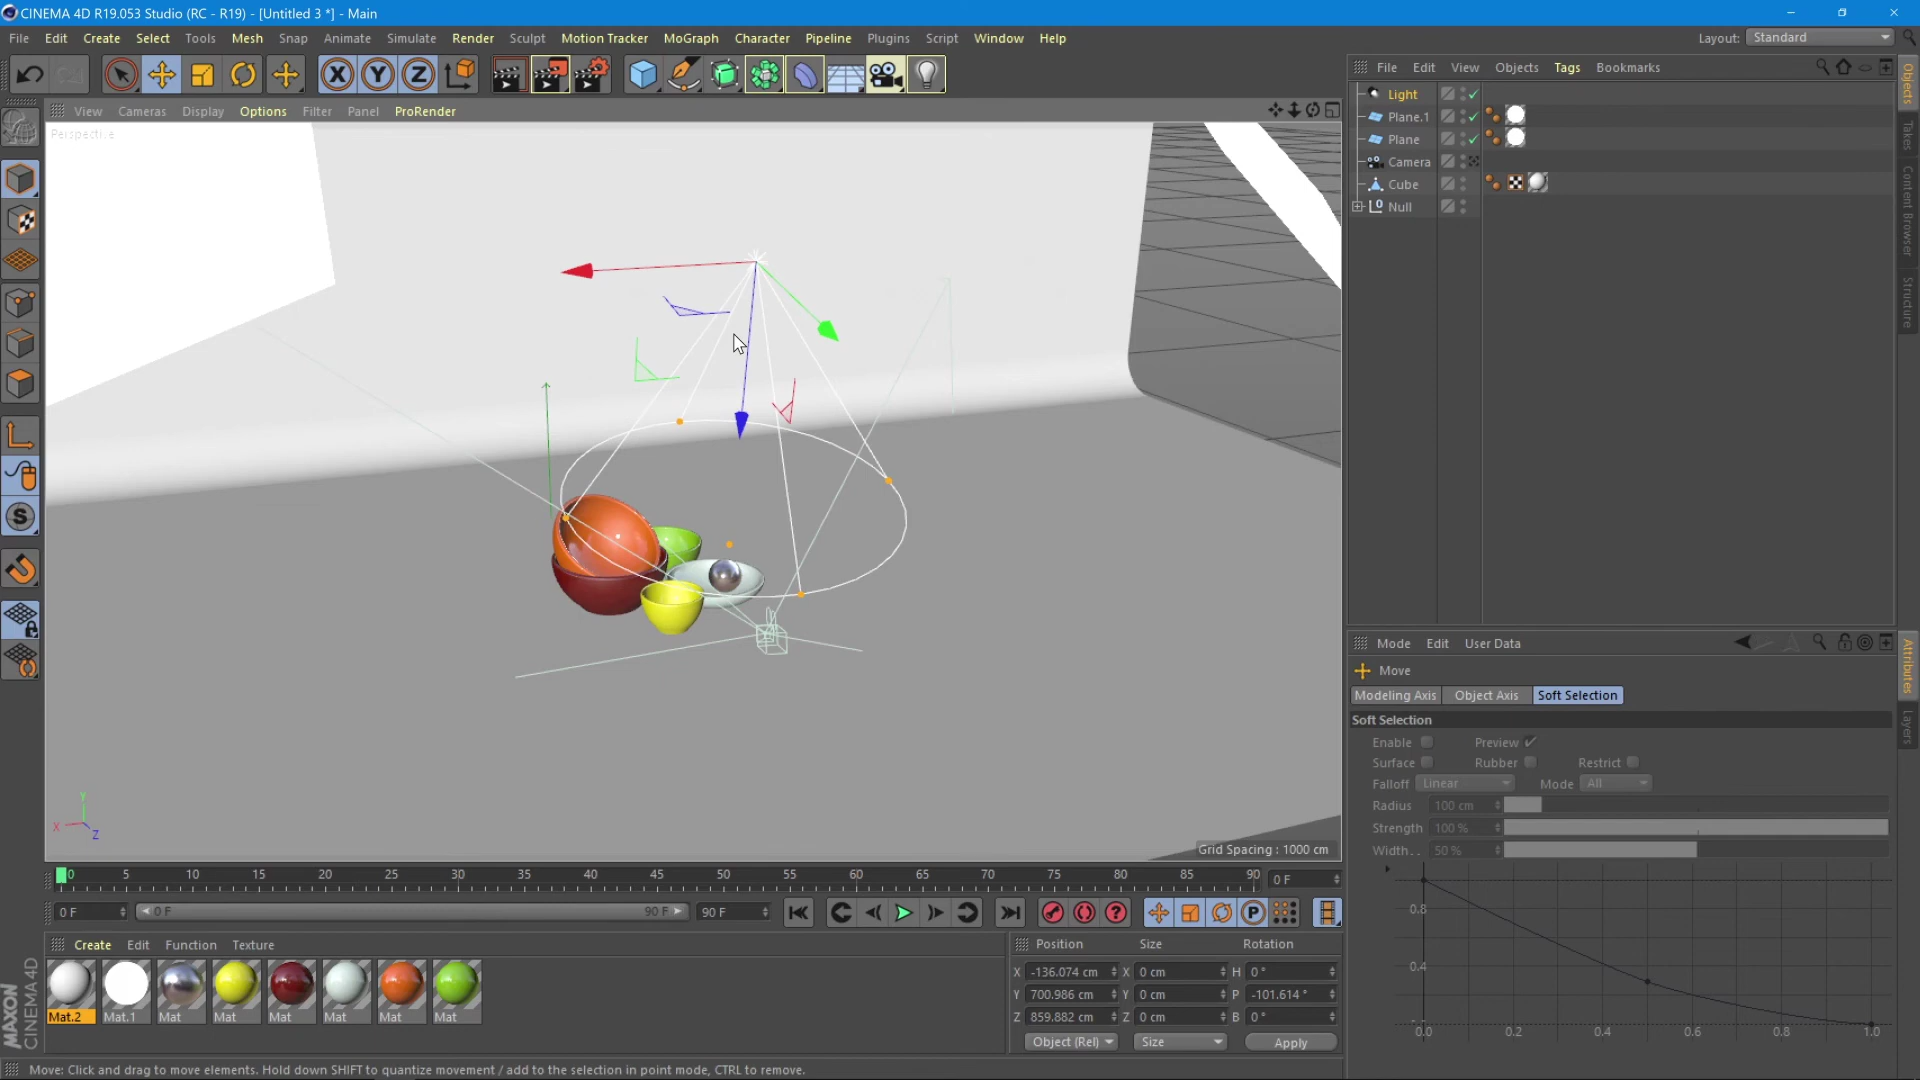 CINEMA 4D R19.053 Studio (RC - R19) - [Untitled 3 *] - Main
File Edit Create Select Tools Mesh Snap Animate Simulate Render Sculpt Motion Tracker MoGraph Character Pipeline Plugins Script Window Help
Layout: Standard
X Y Z
View Cameras Display Options Filter Panel ProRender
File Edit View Objects Tags Bookmarks
Perspective
Light
Plane.1
Plane
Camera
Cube
Null
Objects
Takes
Content Browser
Structure
Y
X
Z
Grid Spacing : 1000 cm
Mode Edit User Data
Move
Modeling Axis Object Axis Soft Selection
Soft Selection
Enable Preview
Surface Rubber Restrict
Falloff Linear Mode All
Radius 100 cm
Strength 100 %
Width.. 50 %
0.8
0.4
0.0 0.2 0.4 0.6 0.8 1.0
Attributes
Layers
0 5 10 15 20 25 30 35 40 45 50 55 60 65 70 75 80 85 90 0 F
0 F 0 F 90 F 90 F
Create Edit Function Texture
Mat.2 Mat.1 Mat Mat Mat Mat Mat Mat
Position Size Rotation
X -136.074 cm X 0 cm H 0 °
Y 700.986 cm Y 0 cm P -101.614 °
Z 859.882 cm Z 0 cm B 0 °
Object (Rel) Size Apply
MAXON
CINEMA 4D
Move: Click and drag to move elements. Hold down SHIFT to quantize movement / add to the selection in point mode, CTRL to remove.